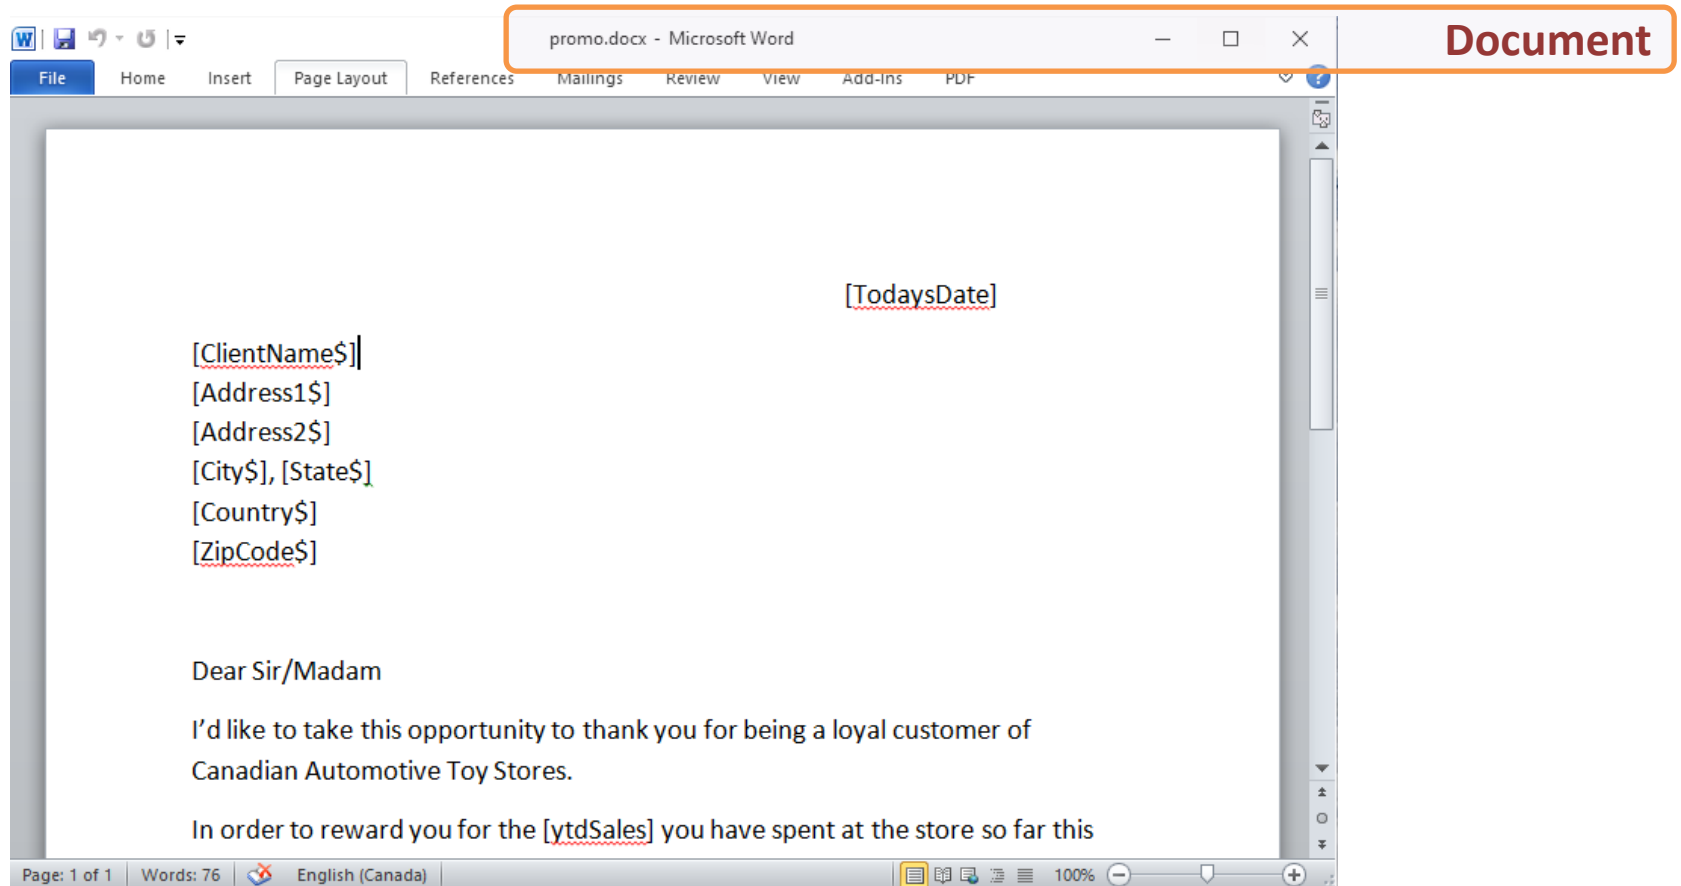 promo.docx - Microsoft Word
Document
File Home Insert Page Layout References Mailings Review View Add-Ins PDF
[TodaysDate]
[ClientName$]
[Address1$]
[Address2$]
[City$], [State$]
[Country$]
[ZipCode$]
Dear Sir/Madam
I’d like to take this opportunity to thank you for being a loyal customer of
Canadian Automotive Toy Stores.
In order to reward you for the [ytdSales] you have spent at the store so far this
Page: 1 of 1 Words: 76 English (Canada) 100%